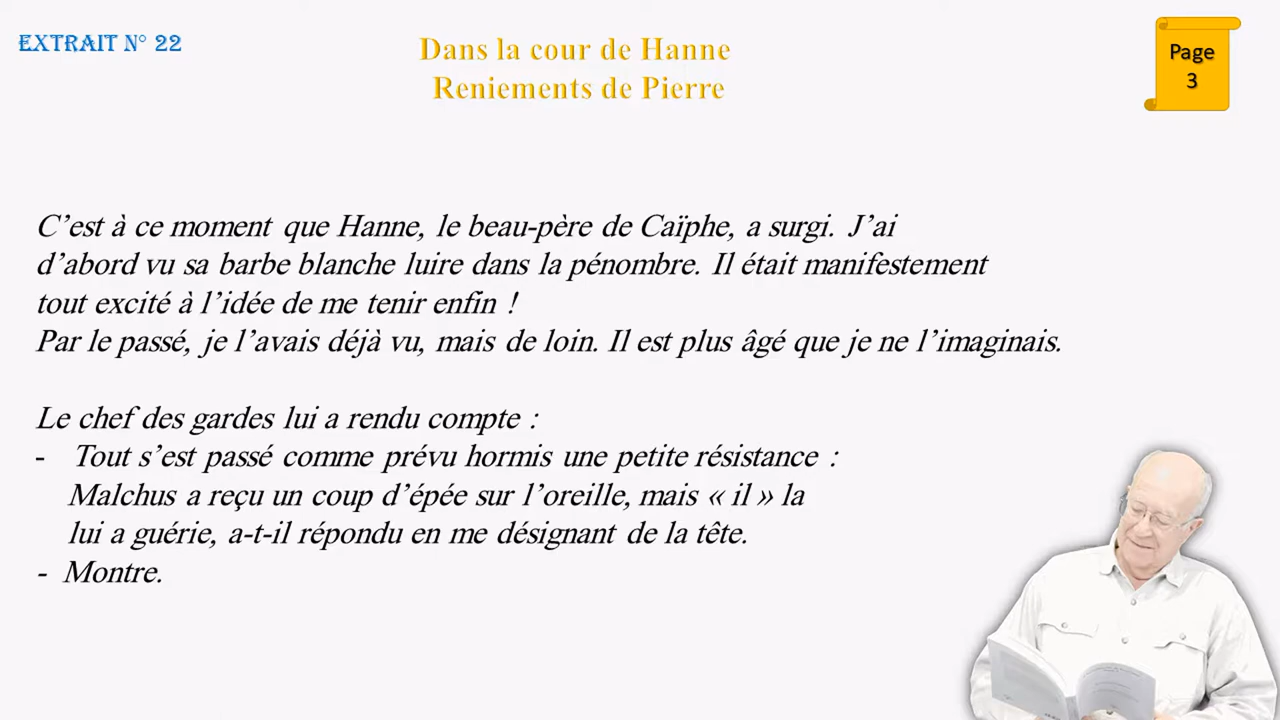 EXTRAIT N° 22
Dans la cour de Hanne
Reniements de Pierre
Page
3
C’est à ce moment que Hanne, le beau-père de Caïphe, a surgi. J’ai
d’abord vu sa barbe blanche luire dans la pénombre. Il était manifestement
tout excité à l’idée de me tenir enfin !
Par le passé, je l’avais déjà vu, mais de loin. Il est plus âgé que je ne l’imaginais.
Le chef des gardes lui a rendu compte :
- Tout s’est passé comme prévu hormis une petite résistance :
Malchus a reçu un coup d’épée sur l’oreille, mais « il » la
lui a guérie, a-t-il répondu en me désignant de la tête.
- Montre.